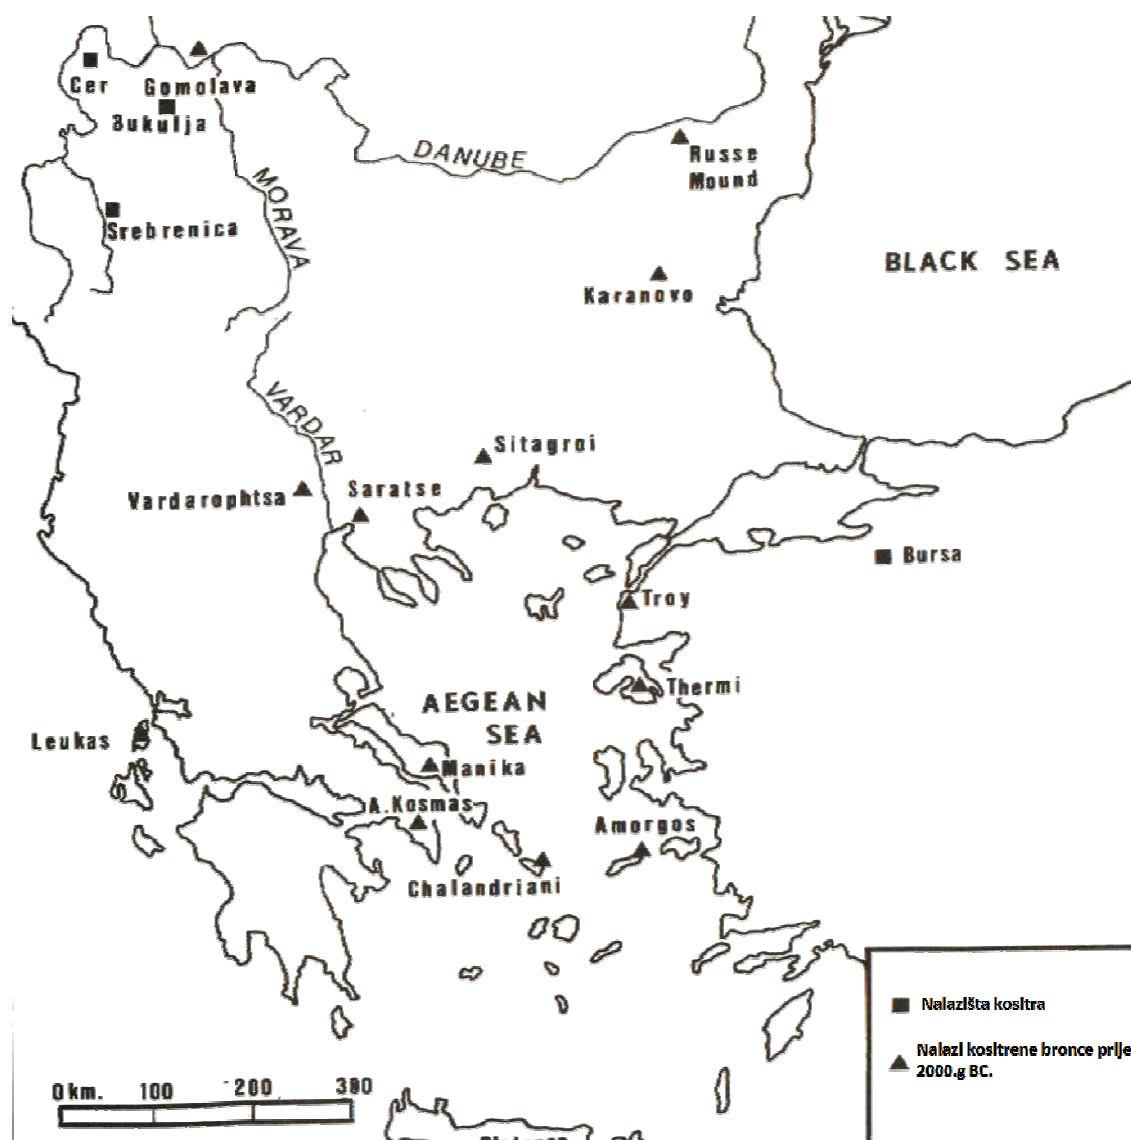 Cer
Gomolava
Bukulja
DANUBE
Russe
Mound
MORAVA
Srebrenica
BLACK SEA
Karanovo
VARDAR
Sitagroi
Vardarophtsa
Saratse
Bursa
Troy
Thermi
AEGEAN
SEA
Leukas
Manika
A.Kosmas
Amorgos
Chalandriani
Nalazišta kositra
Nalazi kositrene bronce prije
2000.g BC.
0 km. 100 200 300